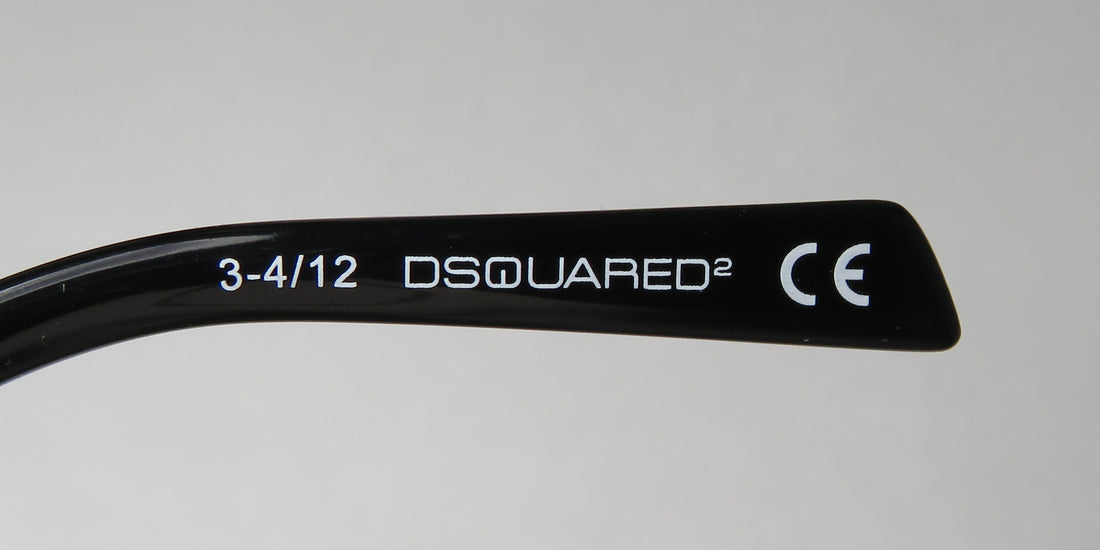 3-4/12 DSQUARED² CE